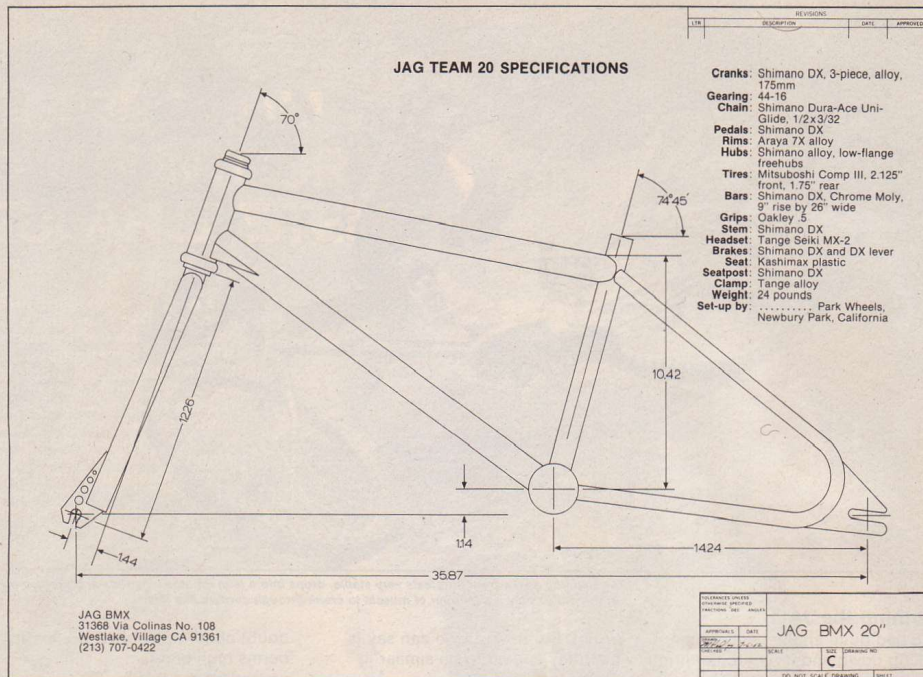 REVISIONS
LTR DESCRIPTION DATE APPROVED
JAG TEAM 20 SPECIFICATIONS
Cranks: Shimano DX, 3-piece, alloy,
175mm
Gearing: 44-16
Chain: Shimano Dura-Ace Uni-
Glide, 1/2x3/32
Pedals: Shimano DX
Rims: Araya 7X alloy
Hubs: Shimano alloy, low-flange
freehubs
Tires: Mitsuboshi Comp III, 2.125"
front, 1.75" rear
Bars: Shimano DX, Chrome Moly,
9" rise by 26" wide
Grips: Oakley .5
Stem: Shimano DX
Headset: Tange Seiki MX-2
Brakes: Shimano DX and DX lever
Seat: Kashimax plastic
Seatpost: Shimano DX
Clamp: Tange alloy
Weight: 24 pounds
Set-up by: .......... Park Wheels,
Newbury Park, California
70°
74°45'
12.26
10.42
1.14
1.44
14.24
35.87
JAG BMX
31368 Via Colinas No. 108
Westlake, Village CA 91361
(213) 707-0422
TOLERANCES UNLESS
OTHERWISE SPECIFIED
FRACTIONS DEC ANGLES
APPROVALS DATE
JAG BMX 20"
SCALE SIZE DRAWING NO
C
DO NOT SCALE DRAWING SHEET